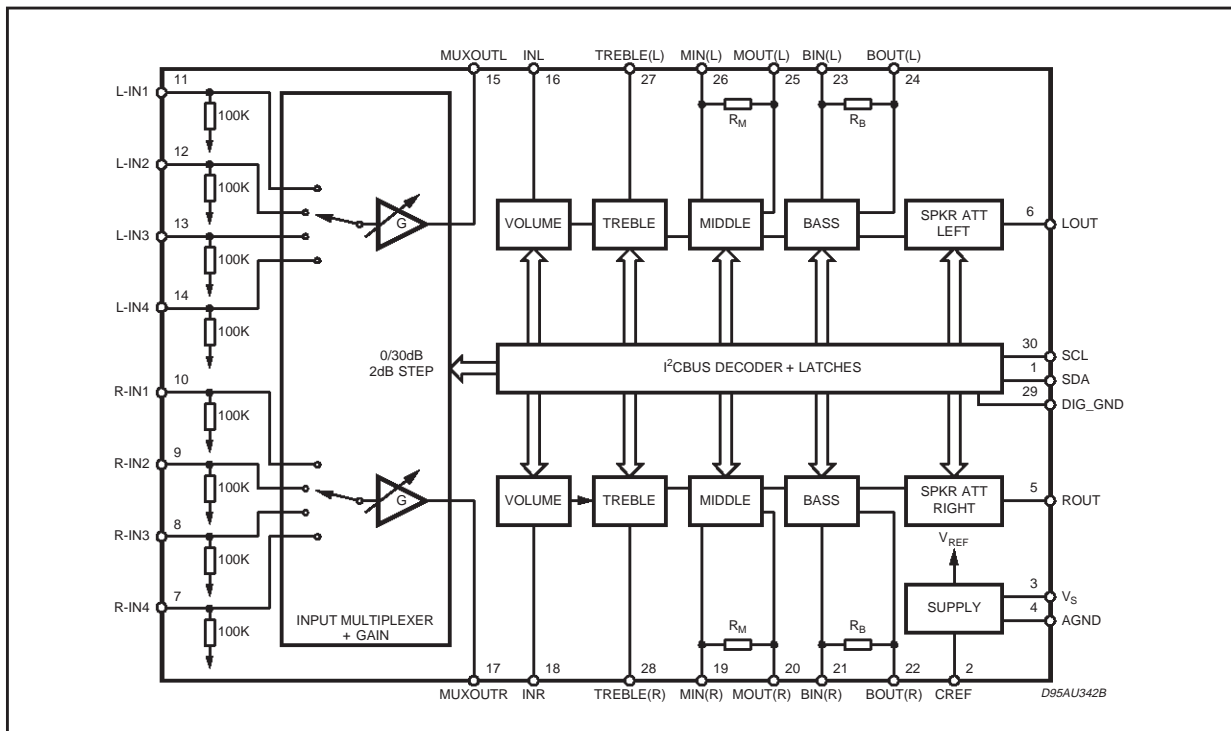 MUXOUTL INL TREBLE(L) MIN(L) MOUT(L) BIN(L) BOUT(L)
15 16 27 26 25 23 24
11
L-IN1
100K
RM RB
12
L-IN2
100K
13
L-IN3
100K
G
VOLUME TREBLE MIDDLE BASS SPKR ATT LEFT
6
LOUT
14
L-IN4
100K
0/30dB
2dB STEP
I2CBUS DECODER + LATCHES
30
SCL
1
SDA
29
DIG_GND
10
R-IN1
100K
9
R-IN2
100K
G
VOLUME TREBLE MIDDLE BASS SPKR ATT RIGHT
5
ROUT
8
R-IN3
100K
VREF
7
R-IN4
100K
INPUT MULTIPLEXER
+ GAIN
SUPPLY
3
VS
4
AGND
RM RB
17 18 28 19 20 21 22 2
MUXOUTR INR TREBLE(R) MIN(R) MOUT(R) BIN(R) BOUT(R) CREF
D95AU342B